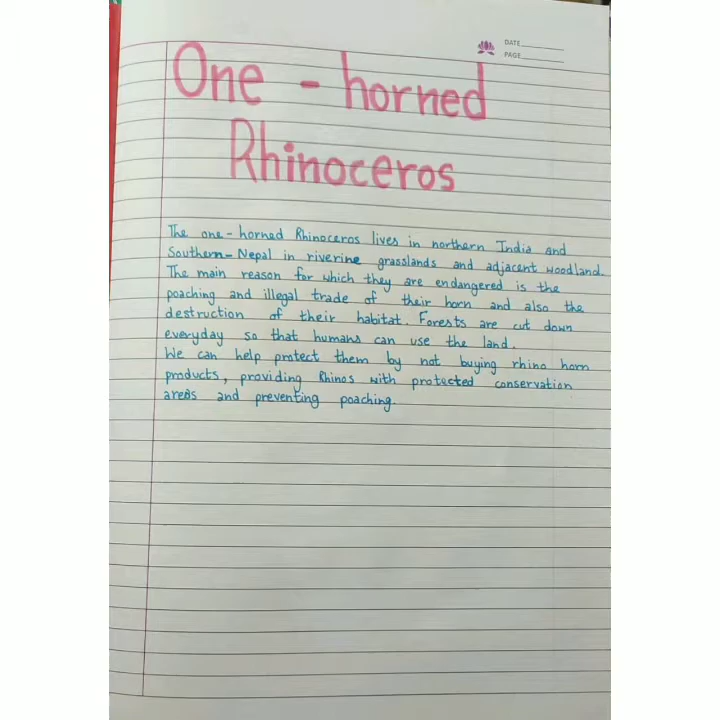 DATE
PAGE
One - horned
Rhinoceros
The one-horned Rhinoceros lives in northern India and
Southern-Nepal in riverine grasslands and adjacent woodland.
The main reason for which they are endangered is the
poaching and illegal trade of their horn and also the
destruction of their habitat. Forests are cut down
everyday so that humans can use the land.
We can help protect them by not buying rhino horn
products, providing Rhinos with protected conservation
areas and preventing poaching.